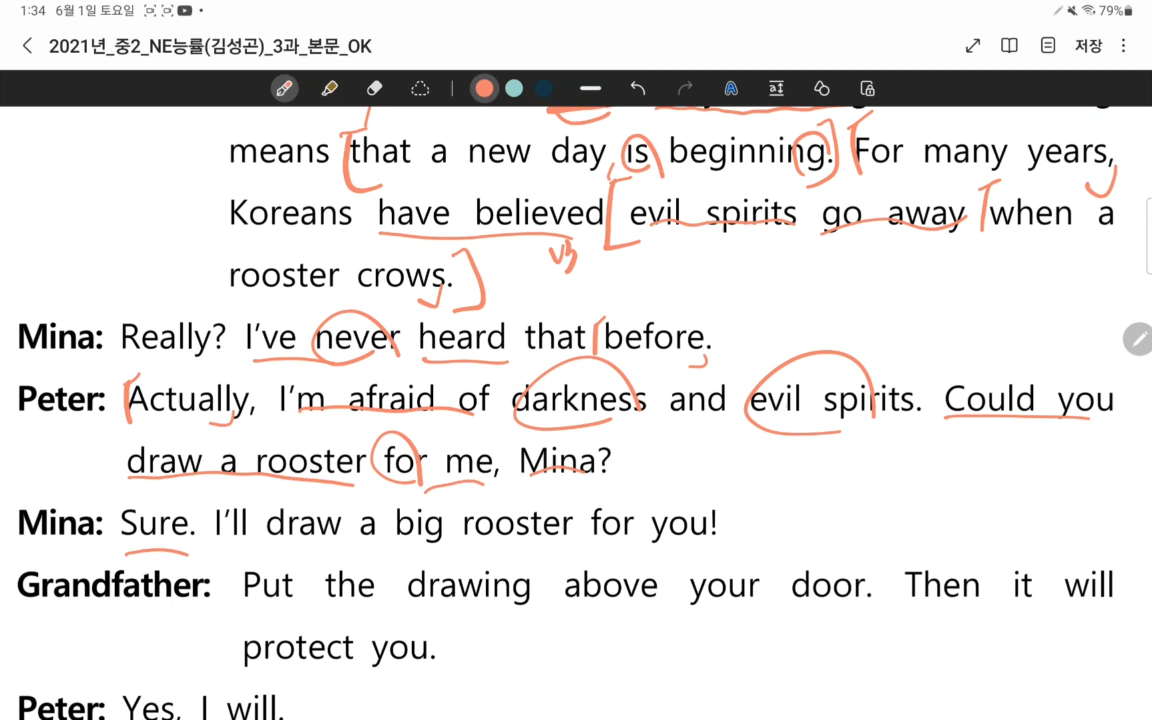 1:34 6월 1일 토요일 79%
2021년_중2_NE능률(김성곤)_3과_본문_OK 저장
means that a new day is beginning. For many years,
Koreans have believed evil spirits go away when a
rooster crows.
Mina: Really? I've never heard that before.
Peter: Actually, I'm afraid of darkness and evil spirits. Could you
draw a rooster for me, Mina?
Mina: Sure. I'll draw a big rooster for you!
Grandfather: Put the drawing above your door. Then it will
protect you.
Peter: Yes, I will.